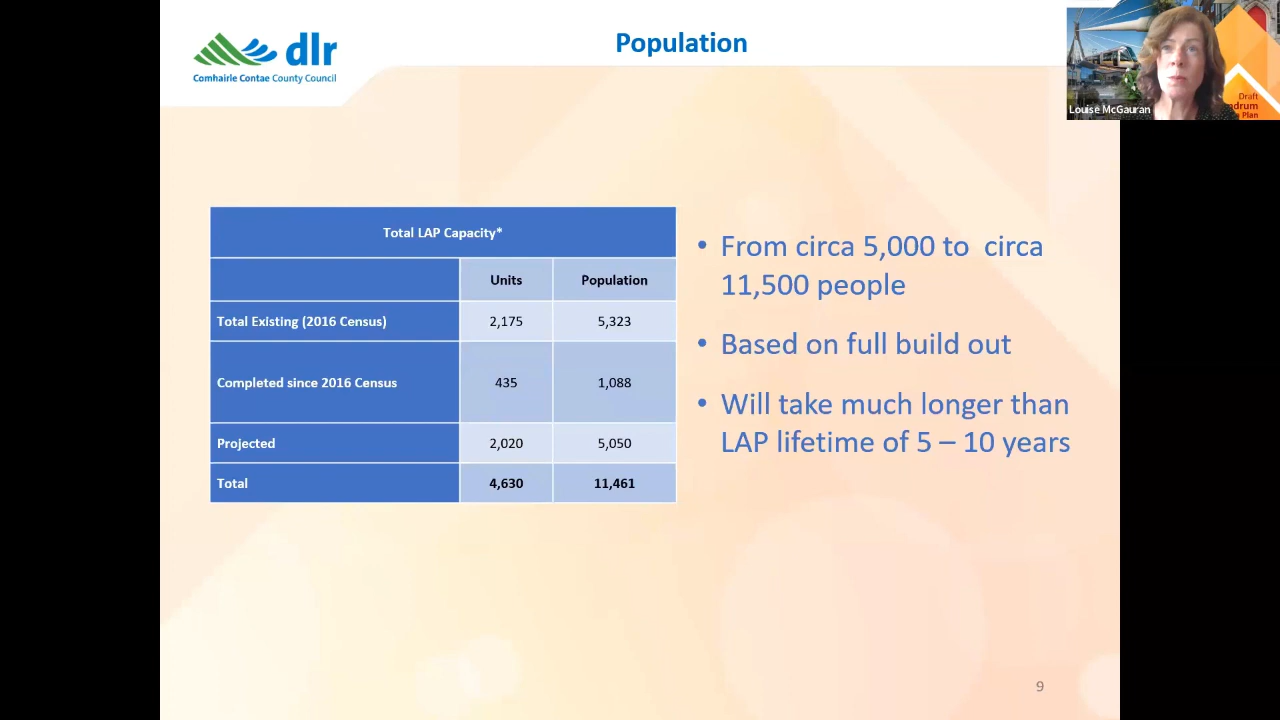 dlr
Comhairle Contae County Council
Population
Louise McGauran
Draft
ndrum
Plan
Total LAP Capacity*
Units Population
Total Existing (2016 Census) 2,175 5,323
Completed since 2016 Census 435 1,088
Projected 2,020 5,050
Total 4,630 11,461
• From circa 5,000 to circa
11,500 people
• Based on full build out
• Will take much longer than
LAP lifetime of 5 – 10 years
9